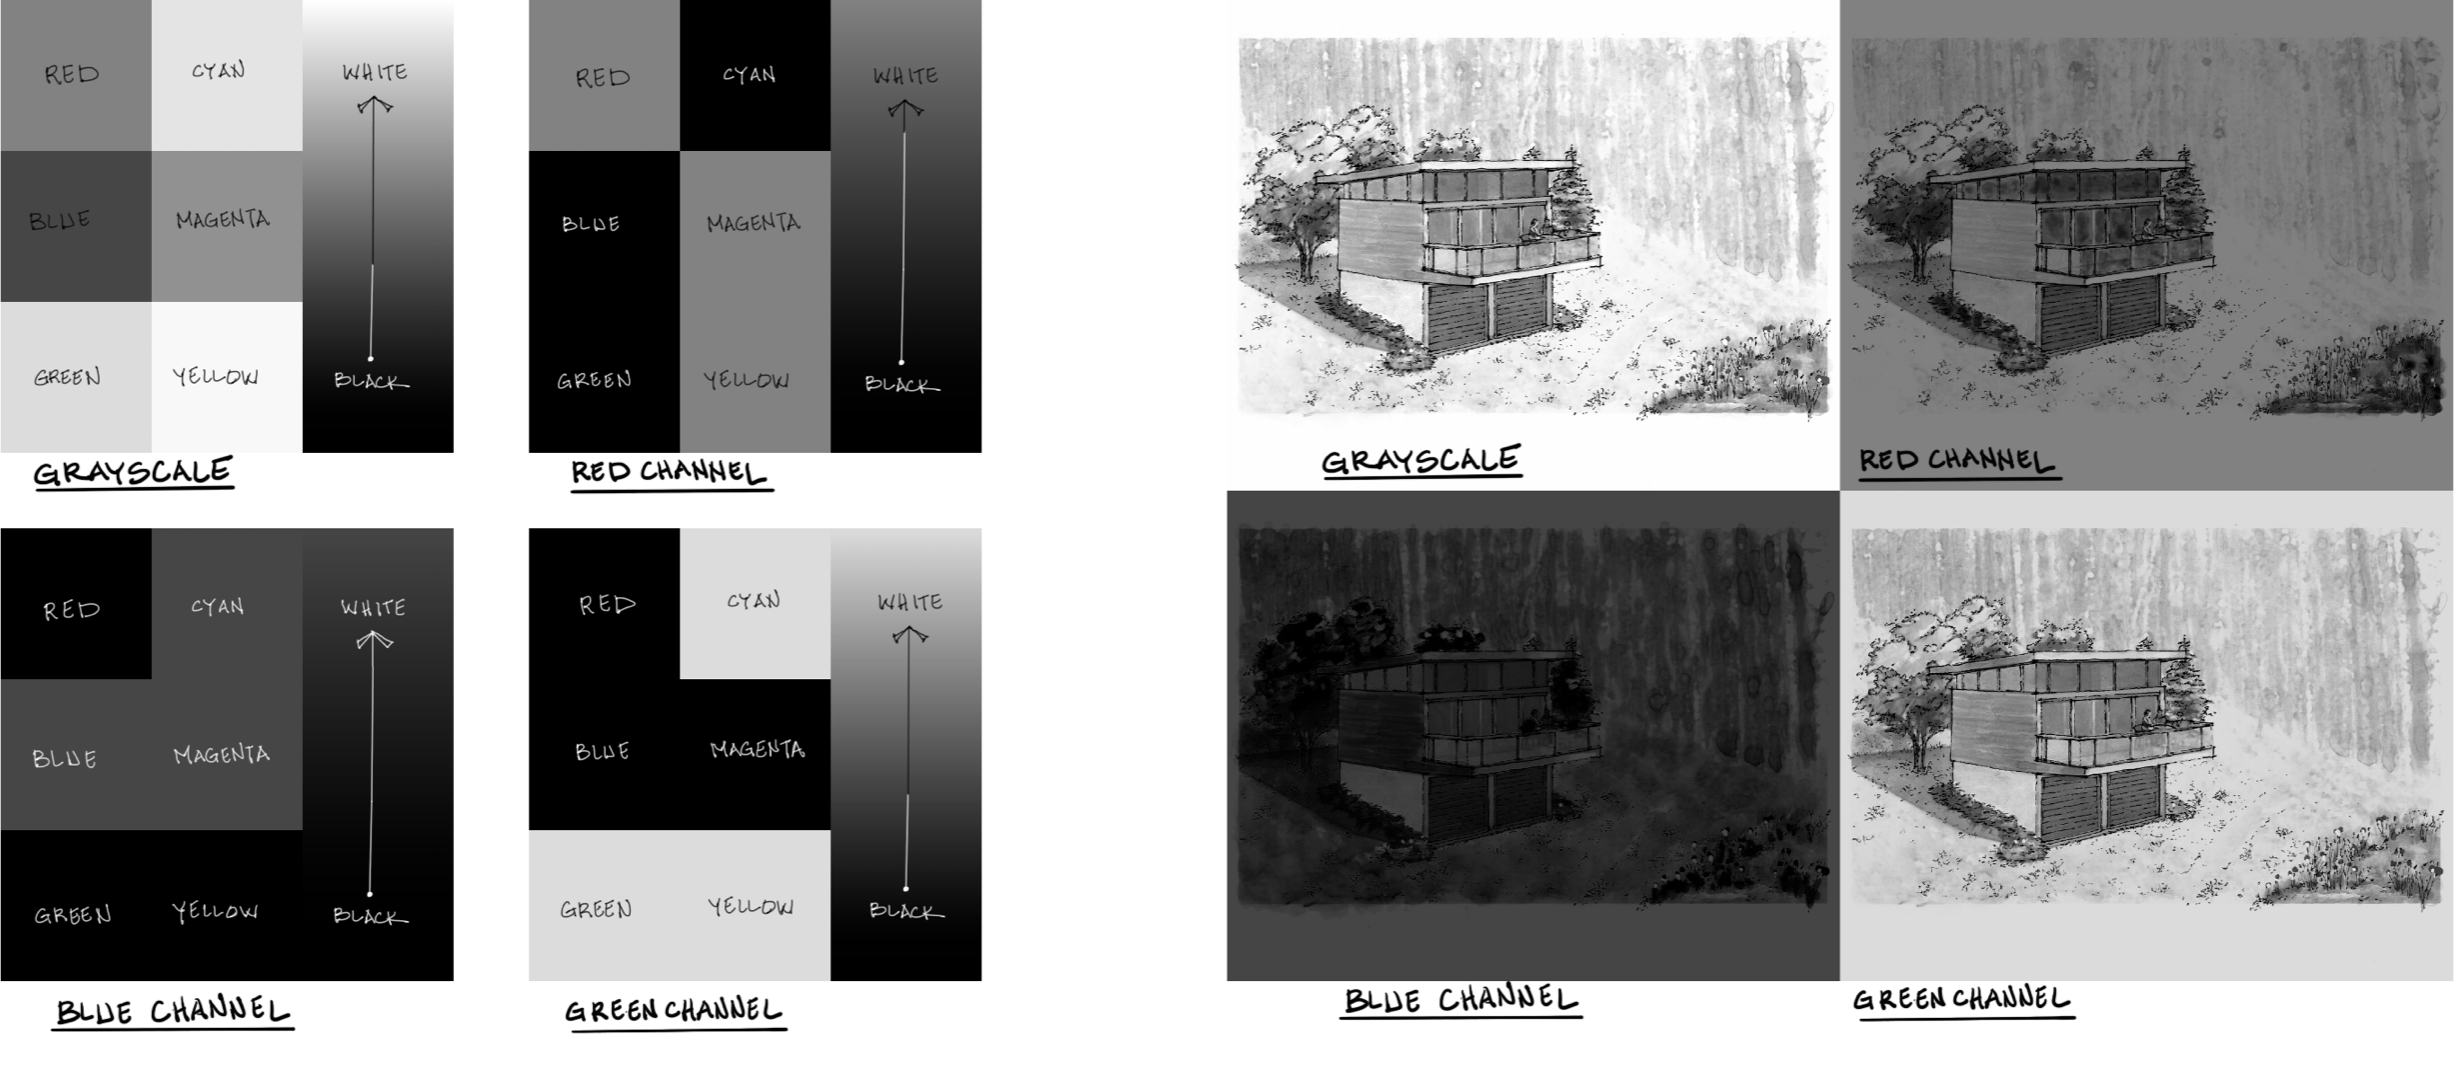 RED
CYAN
WHITE
BLUE
MAGENTA
GREEN
YELLOW
BLACK
GRAYSCALE
RED
CYAN
WHITE
BLUE
MAGENTA
GREEN
YELLOW
BLACK
RED CHANNEL
RED
CYAN
WHITE
BLUE
MAGENTA
GREEN
YELLOW
BLACK
BLUE CHANNEL
RED
CYAN
WHITE
BLUE
MAGENTA
GREEN
YELLOW
BLACK
GREEN CHANNEL
GRAYSCALE
RED CHANNEL
BLUE CHANNEL
GREEN CHANNEL